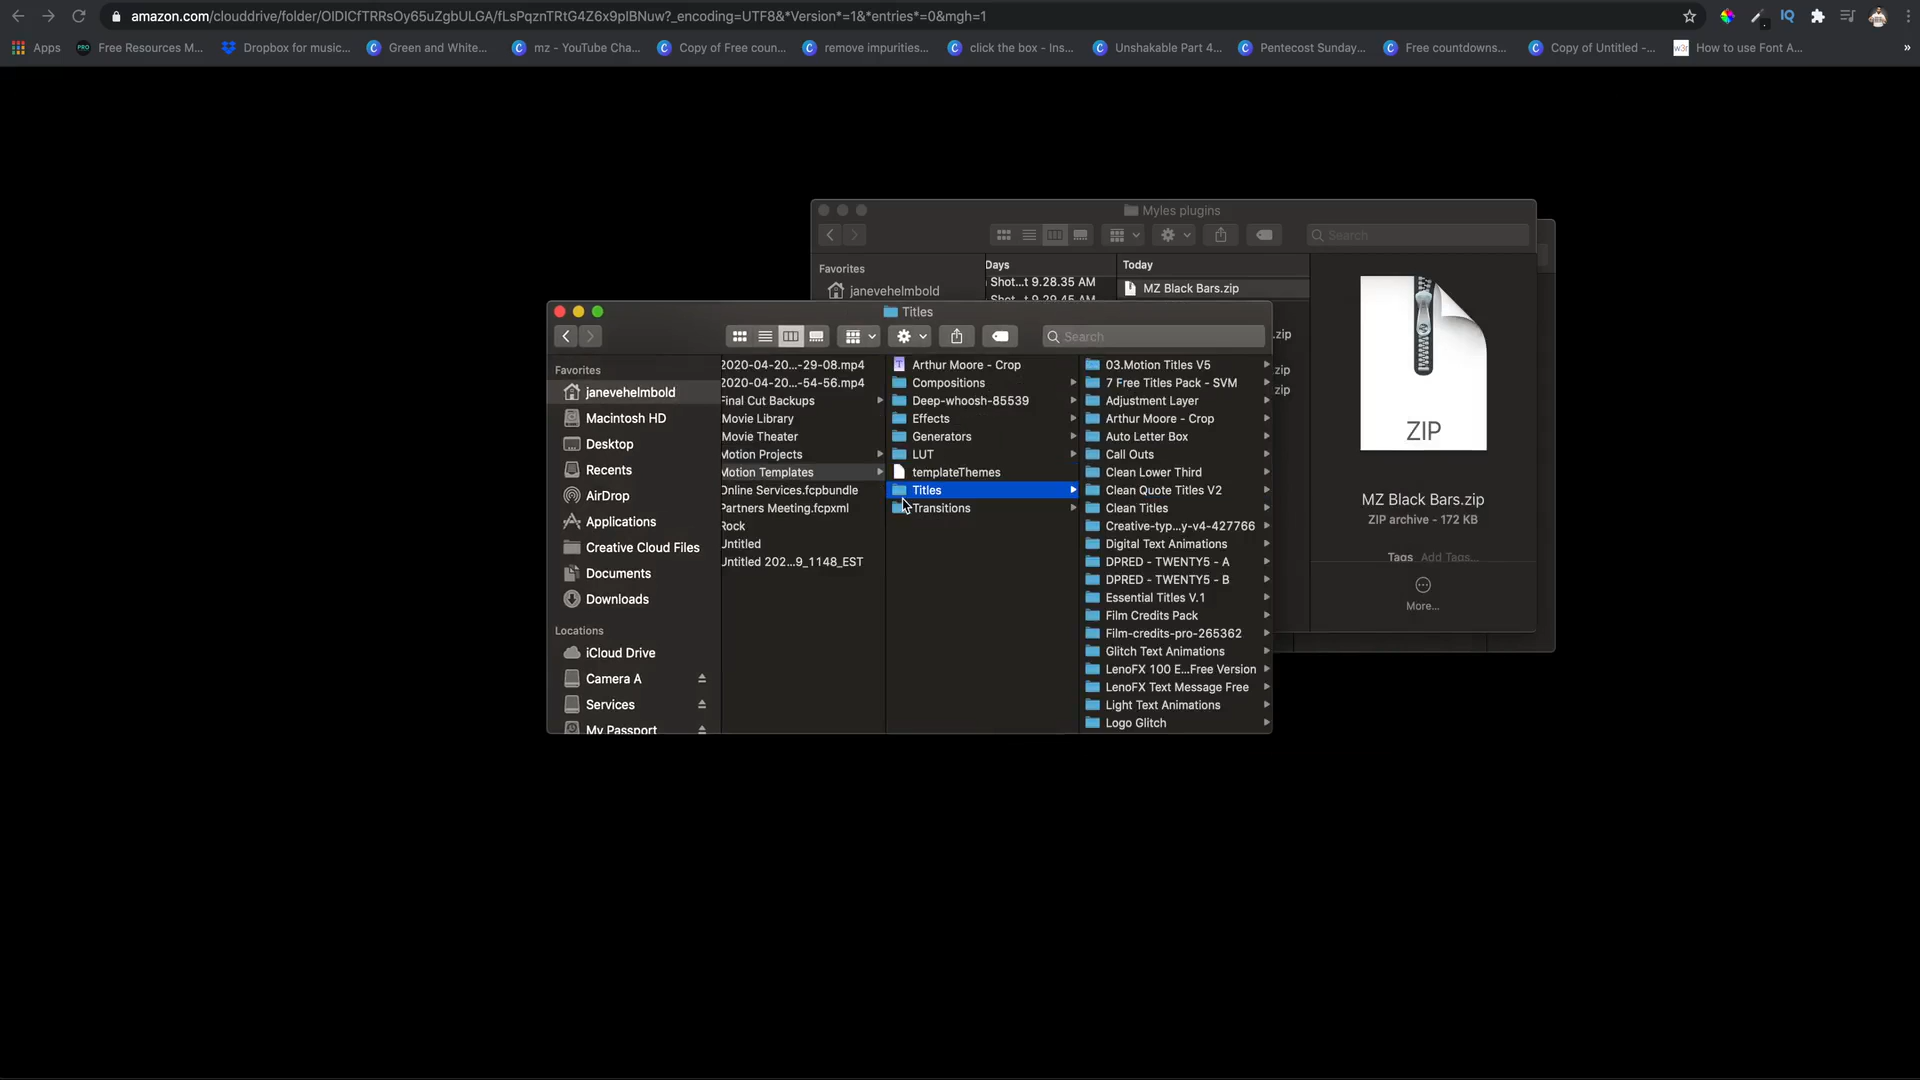 amazon.com/clouddrive/folder/OIDICfTRRsOy65uZgbULGA/fLsPqznTRtG4Z6x9pIBNuw?_encoding=UTF8&*Version*=1&*entries*=0&mgh=1
Apps Free Resources M... Dropbox for music... Green and White... mz - YouTube Cha... Copy of Free coun... remove impurities... click the box - Ins... Unshakable Part 4... Pentecost Sunday... Free countdowns... Copy of Untitled -... How to use Font A... »
Myles plugins
Search
Favorites
janevehelmbold
Days
Shot...t 9.28.35 AM
Shot...t 9.29.45 AM
Today
MZ Black Bars.zip
.zip
zip
zip
ZIP
MZ Black Bars.zip
ZIP archive - 172 KB
Tags Add Tags...
More...
Titles
Search
Favorites
janevehelmbold
Macintosh HD
Desktop
Recents
AirDrop
Applications
Creative Cloud Files
Documents
Downloads
Locations
iCloud Drive
Camera A
Services
My Passport
2020-04-20...-29-08.mp4
2020-04-20...-54-56.mp4
Final Cut Backups
Movie Library
Movie Theater
Motion Projects
Motion Templates
Online Services.fcpbundle
Partners Meeting.fcpxml
Rock
Untitled
Untitled 202...9_1148_EST
Arthur Moore - Crop
Compositions
Deep-whoosh-85539
Effects
Generators
LUT
templateThemes
Titles
Transitions
03.Motion Titles V5
7 Free Titles Pack - SVM
Adjustment Layer
Arthur Moore - Crop
Auto Letter Box
Call Outs
Clean Lower Third
Clean Quote Titles V2
Clean Titles
Creative-typ...y-v4-427766
Digital Text Animations
DPRED - TWENTY5 - A
DPRED - TWENTY5 - B
Essential Titles V.1
Film Credits Pack
Film-credits-pro-265362
Glitch Text Animations
LenoFX 100 E...Free Version
LenoFX Text Message Free
Light Text Animations
Logo Glitch